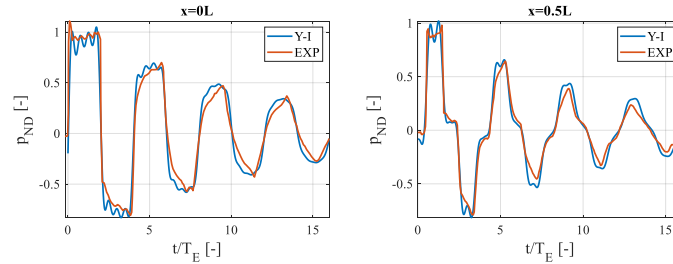 x=0L
1
0.5
0
-0.5
p_ND [-]
0
5
10
15
t/T_E [-]
Y-I
EXP
x=0.5L
1
0.5
0
-0.5
p_ND [-]
0
5
10
15
t/T_E [-]
Y-I
EXP